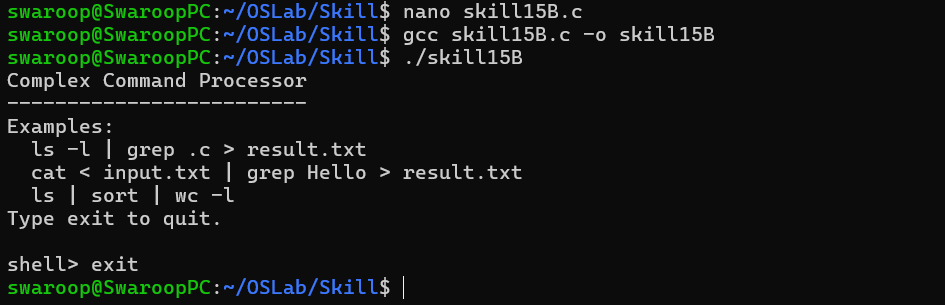 swaroop@SwaroopPC:~/OSLab/Skill$ nano skill15B.c
swaroop@SwaroopPC:~/OSLab/Skill$ gcc skill15B.c -o skill15B
swaroop@SwaroopPC:~/OSLab/Skill$ ./skill15B
Complex Command Processor
-------------------------
Examples:
  ls -l | grep .c > result.txt
  cat < input.txt | grep Hello > result.txt
  ls | sort | wc -l
Type exit to quit.

shell> exit
swaroop@SwaroopPC:~/OSLab/Skill$